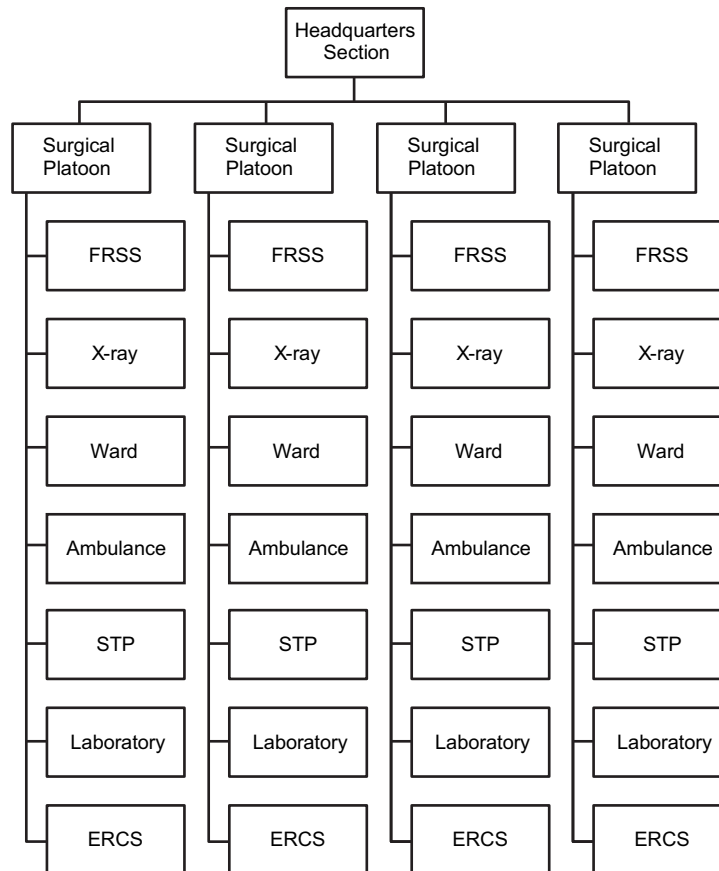 Headquarters
Section
Surgical
Platoon
Surgical
Platoon
Surgical
Platoon
Surgical
Platoon
FRSS
FRSS
FRSS
FRSS
X-ray
X-ray
X-ray
X-ray
Ward
Ward
Ward
Ward
Ambulance
Ambulance
Ambulance
Ambulance
STP
STP
STP
STP
Laboratory
Laboratory
Laboratory
Laboratory
ERCS
ERCS
ERCS
ERCS